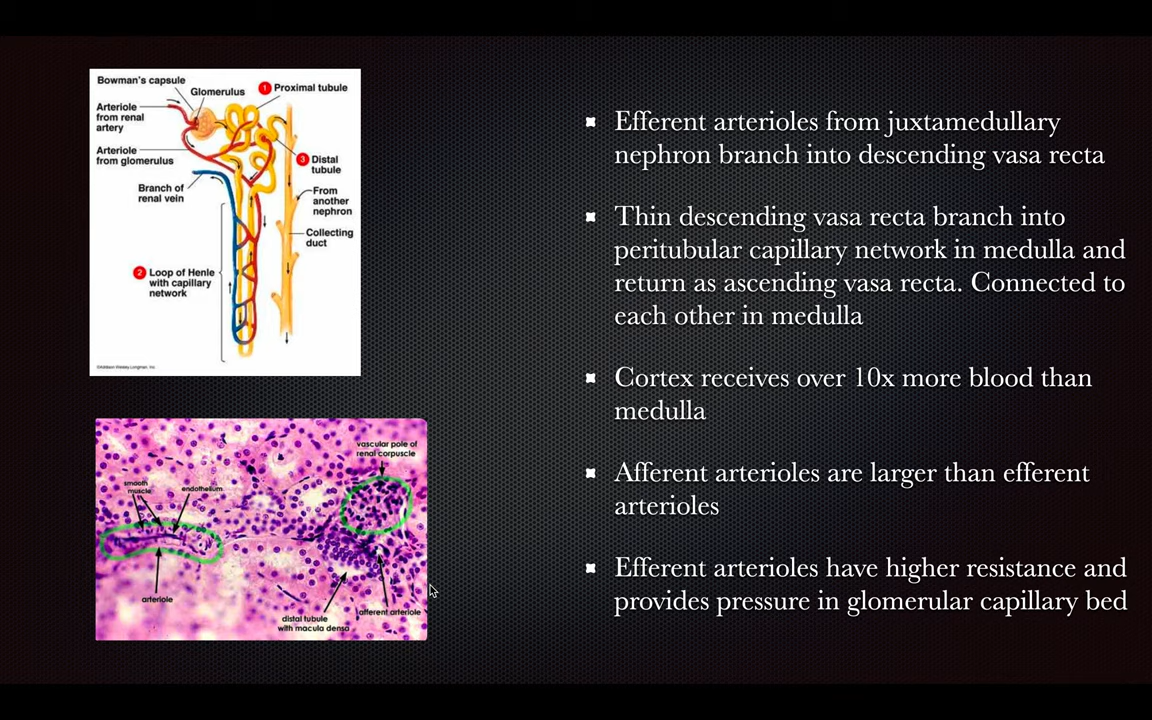 Bowman's capsule
Glomerulus
1 Proximal tubule
Arteriole
from renal
artery
Arteriole
from glomerulus
3 Distal
tubule
Branch of
renal vein
From
another
nephron
Collecting
duct
2 Loop of Henle
with capillary
network
©Addison Wesley Longman, Inc.
vascular pole of
renal corpuscle
smooth
muscle
endothelium
arteriole
afferent arteriole
distal tubule
with macula densa
Efferent arterioles from juxtamedullary
nephron branch into descending vasa recta
Thin descending vasa recta branch into
peritubular capillary network in medulla and
return as ascending vasa recta. Connected to
each other in medulla
Cortex receives over 10x more blood than
medulla
Afferent arterioles are larger than efferent
arterioles
Efferent arterioles have higher resistance and
provides pressure in glomerular capillary bed